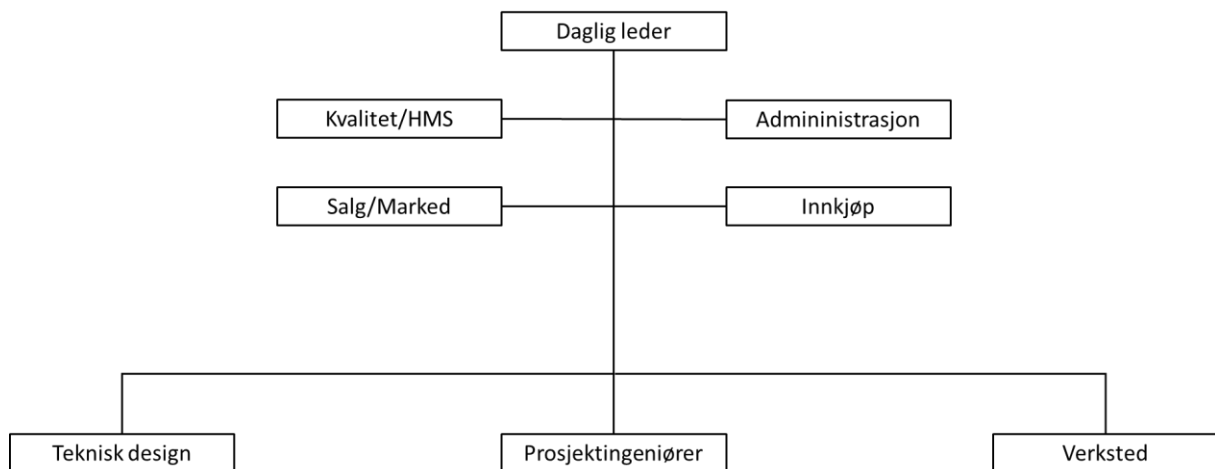 Daglig leder
Kvalitet/HMS
Admininistrasjon
Salg/Marked
Innkjøp
Teknisk design
Prosjektingeniører
Verksted